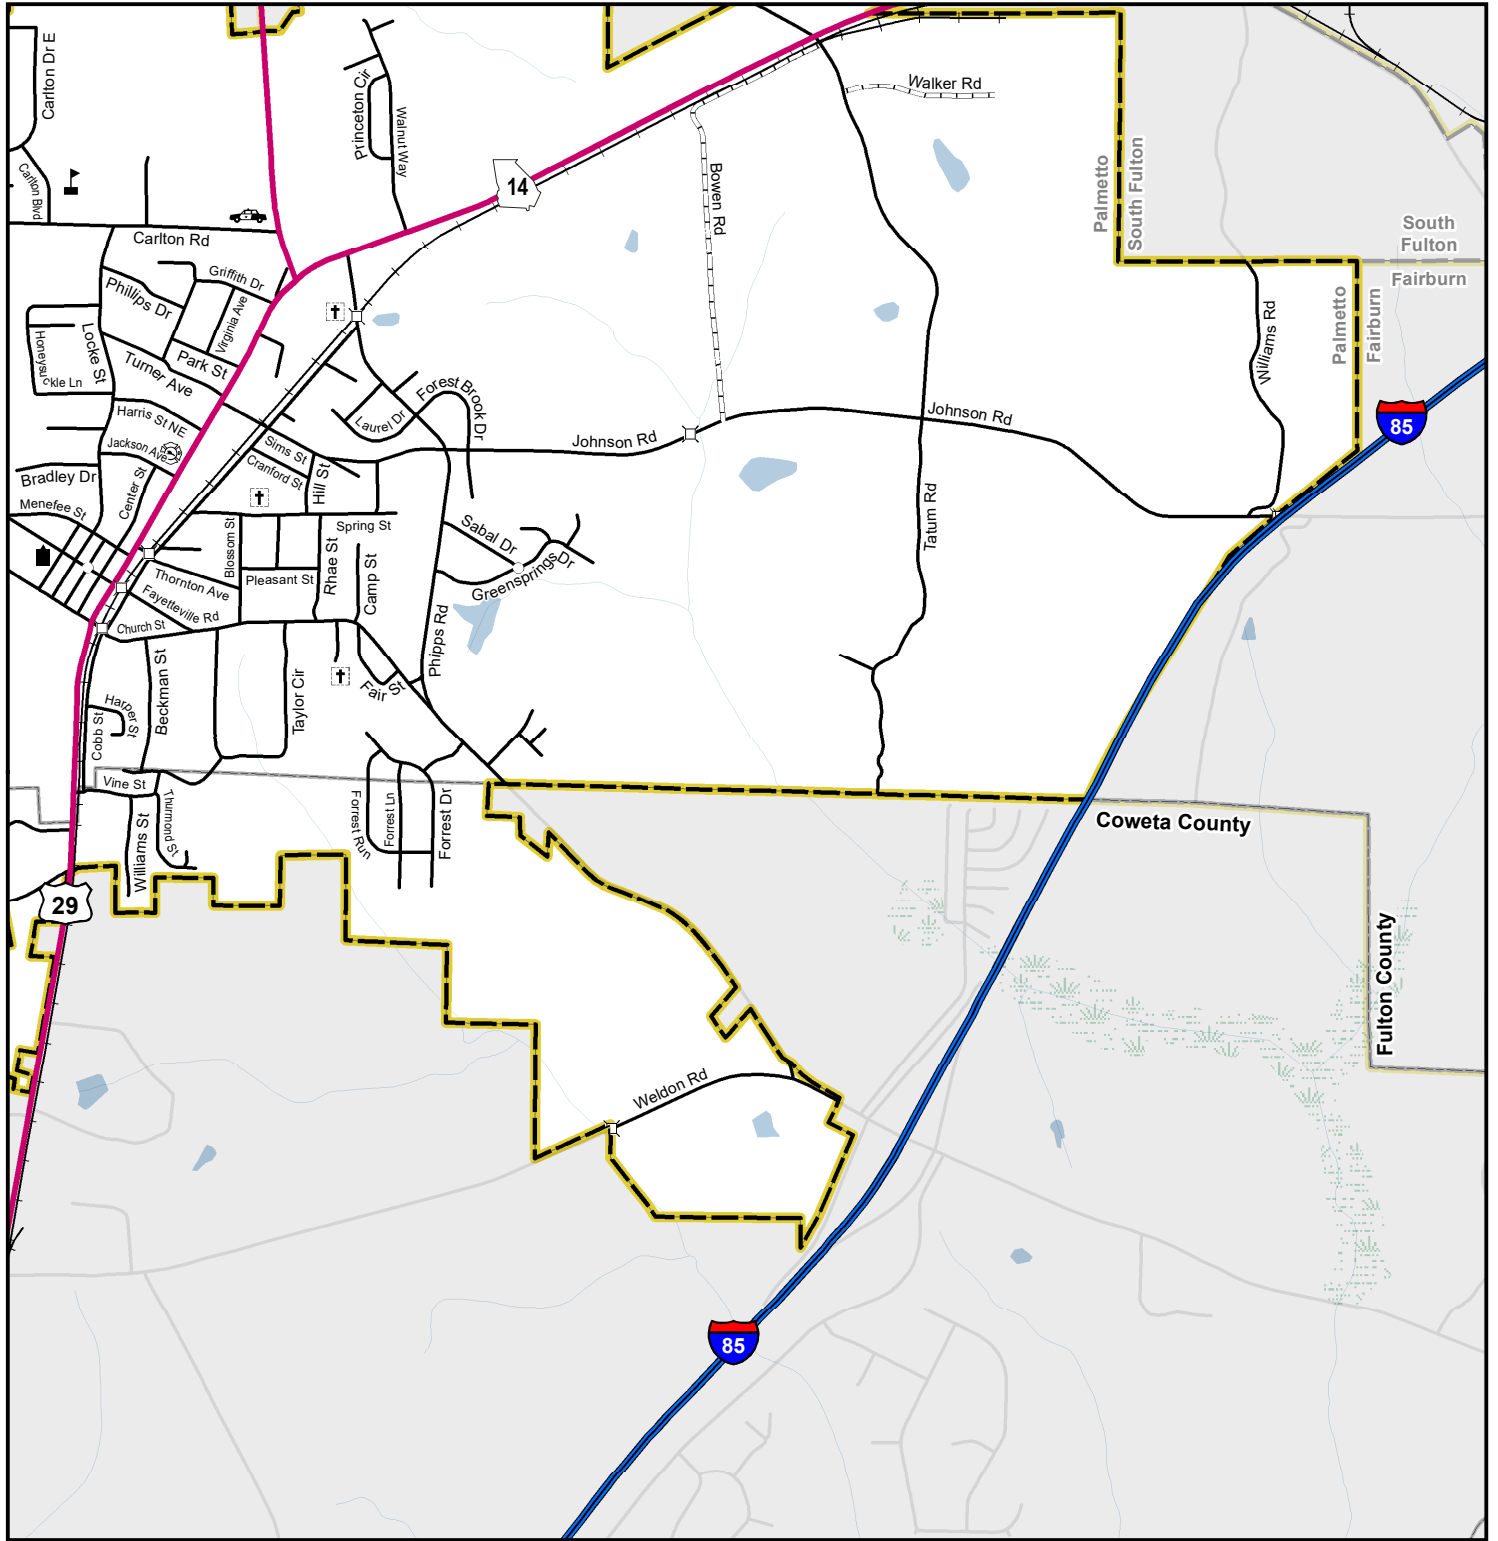 Carlton Dr E
Princeton Cir
Walnut Way
Walker Rd
Carlton Blvd
14
Bowen Rd
Palmetto
South Fulton
South
Fulton
Fairburn
Carlton Rd
Griffith Dr
Phillips Dr
Virginia Ave
Locke St
Honeysuckle Ln
Turner Ave
Park St
Williams Rd
Palmetto
Fairburn
85
Forest Brook Dr
Laurel Dr
Harris St NE
Jackson Ave
Johnson Rd
Johnson Rd
Sims St
Cranford St
Hill St
Bradley Dr
Center St
Menefee St
Spring St
Sabal Dr
Greensprings Dr
Tatum Rd
Blossom St
Rhae St
Camp St
Thornton Ave
Pleasant St
Fayetteville Rd
Church St
Phipps Rd
Beckman St
Taylor Cir
Fair St
Harper St
Cobb St
Vine St
Thurmond St
Williams St
Forrest Run
Forrest Ln
Forrest Dr
Coweta County
29
Fulton County
Weldon Rd
85